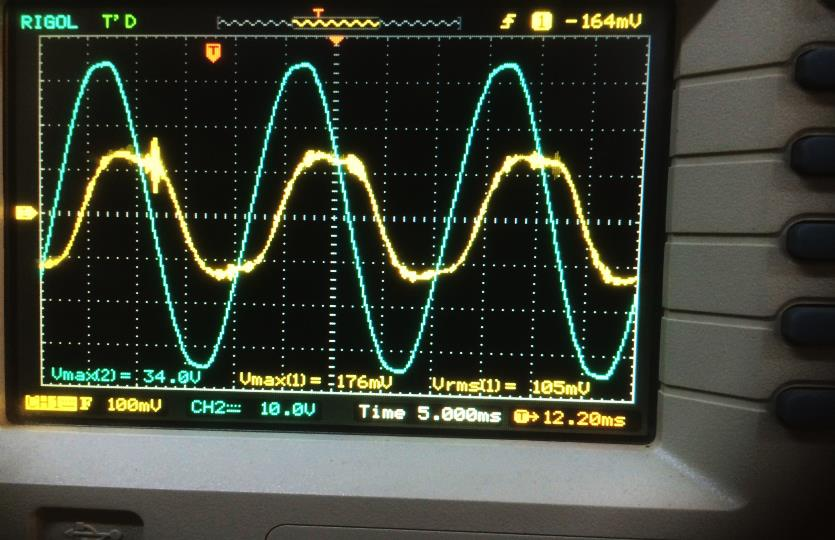 RIGOL T'D T 1 -164mV
T
Vmax(2)= 34.0V Vmax(1)= 176mV Vrms(1)= 105mV
F 100mV CH2 10.0V Time 5.000ms T 12.20ms